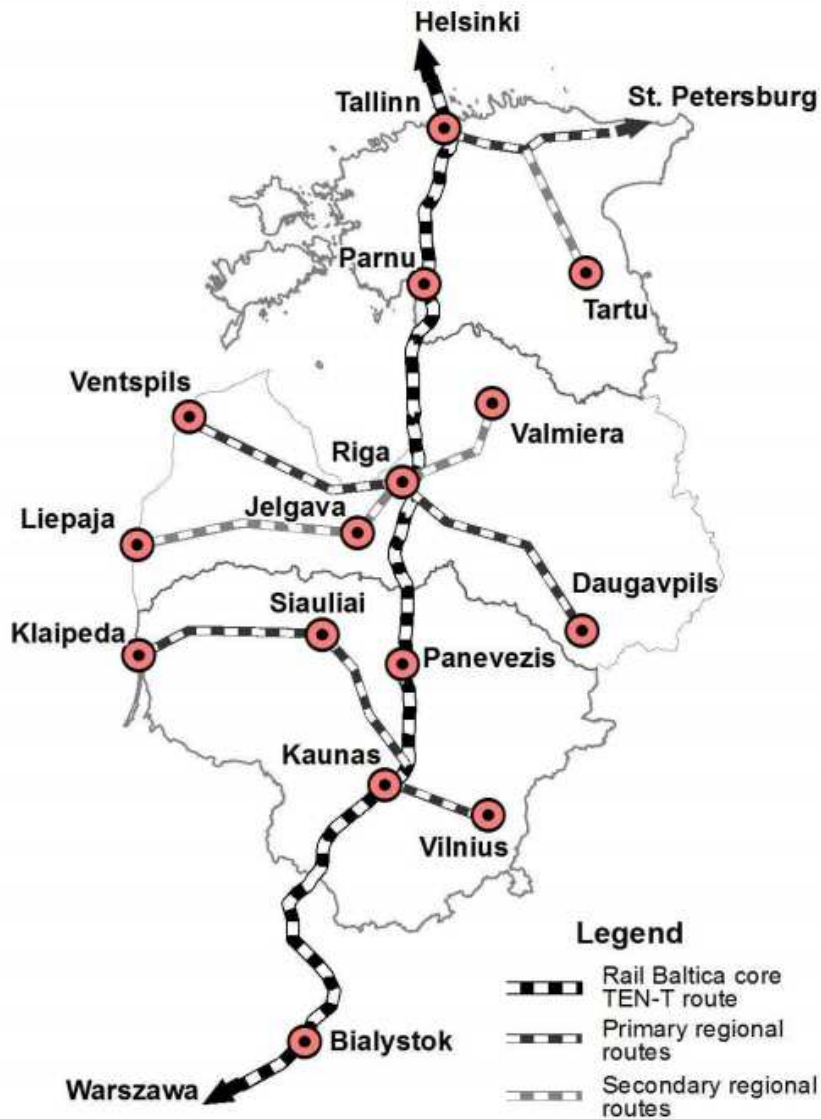 Helsinki
Tallinn
St. Petersburg
Parnu
Tartu
Ventspils
Valmiera
Riga
Jelgava
Liepaja
Daugavpils
Siauliai
Klaipeda
Panevezis
Kaunas
Vilnius
Legend
Rail Baltica core
TEN-T route
Primary regional
routes
Secondary regional
routes
Bialystok
Warszawa